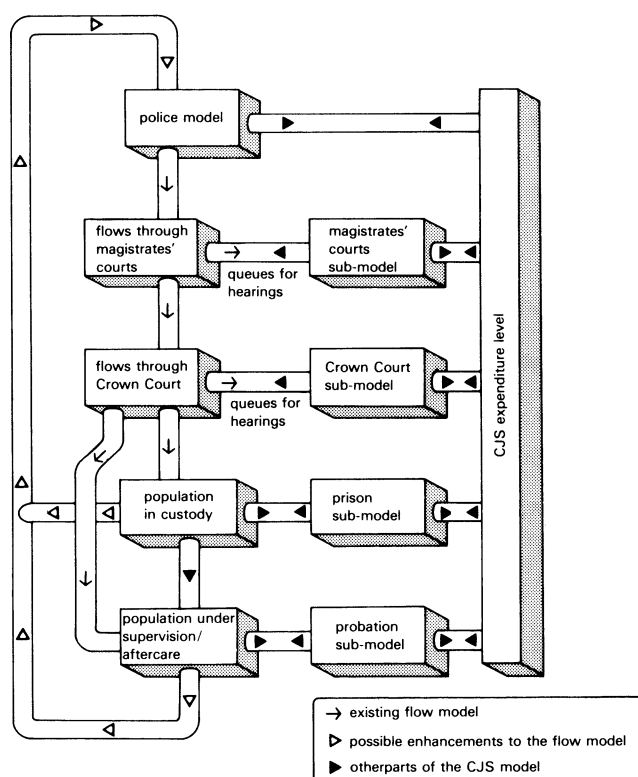 police model
flows through
magistrates'
courts
queues for
hearings
magistrates'
courts
sub-model
flows through
Crown Court
queues for
hearings
Crown Court
sub-model
population
in custody
prison
sub-model
population under
supervision/
aftercare
probation
sub-model
CJS expenditure level
existing flow model
possible enhancements to the flow model
otherparts of the CJS model